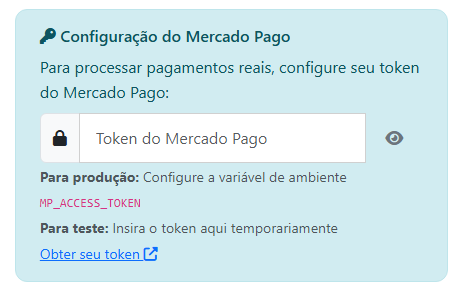 Configuração do Mercado Pago
Para processar pagamentos reais, configure seu token
do Mercado Pago:
Token do Mercado Pago
Para produção: Configure a variável de ambiente
MP_ACCESS_TOKEN
Para teste: Insira o token aqui temporariamente
Obter seu token